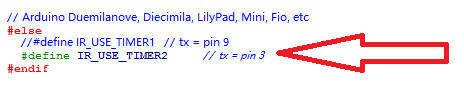 // Arduino Duemilanove, Diecimila, LilyPad, Mini, Fio, etc
#else
//#define IR_USE_TIMER1 // tx = pin 9
#define IR_USE_TIMER2 // tx = pin 3
#endif